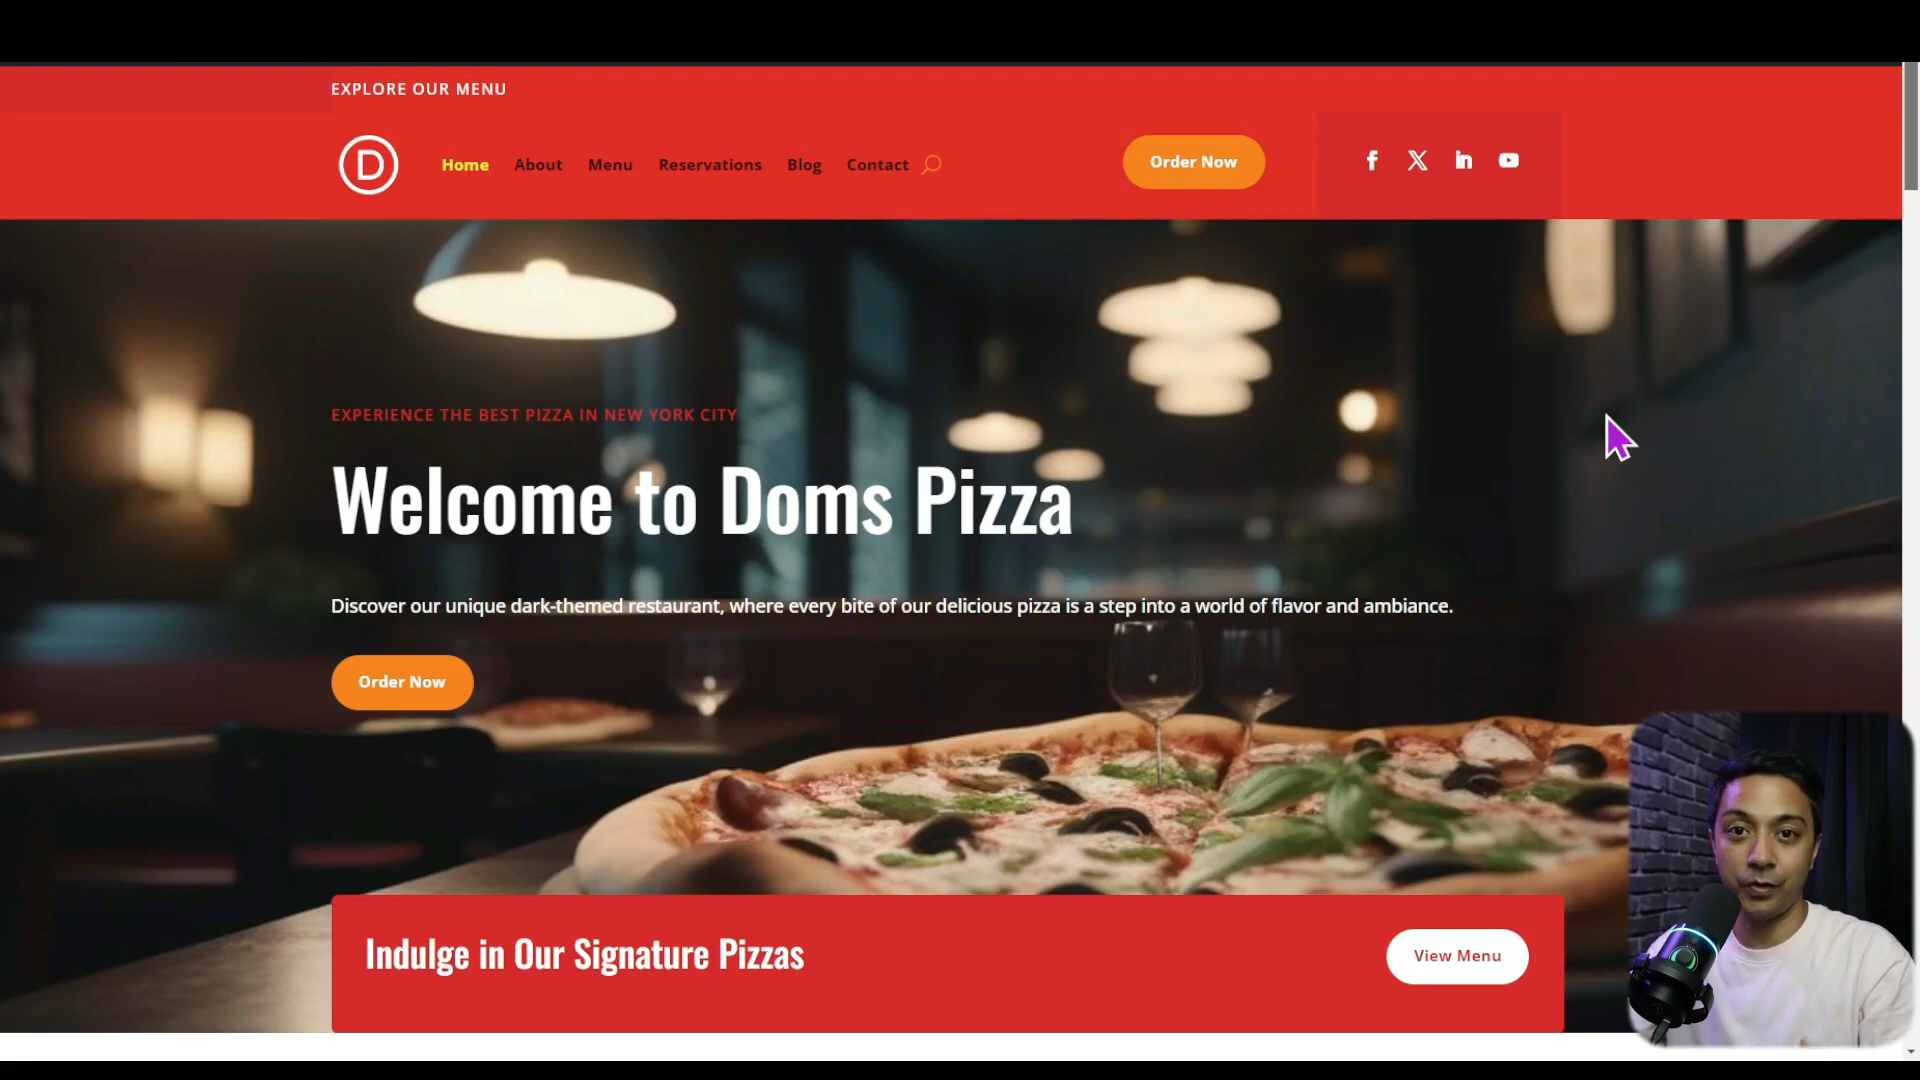 EXPLORE OUR MENU
D
Home About Menu Reservations Blog Contact
Order Now
EXPERIENCE THE BEST PIZZA IN NEW YORK CITY
Welcome to Doms Pizza
Discover our unique dark-themed restaurant, where every bite of our delicious pizza is a step into a world of flavor and ambiance.
Order Now
Indulge in Our Signature Pizzas
View Menu